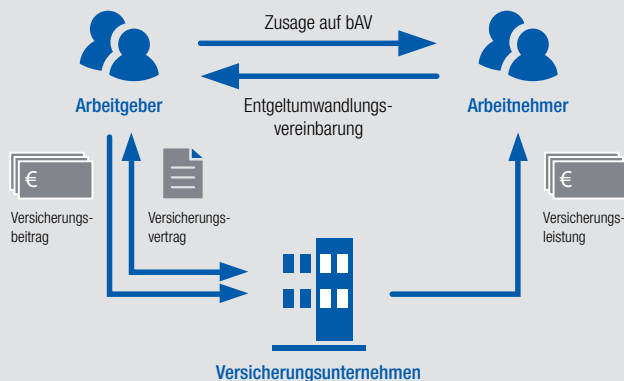 Zusage auf bAV
Arbeitgeber
Entgeltumwandlungs-
vereinbarung
Arbeitnehmer
€
Versicherungs-
beitrag
Versicherungs-
vertrag
€
Versicherungs-
leistung
Versicherungsunternehmen